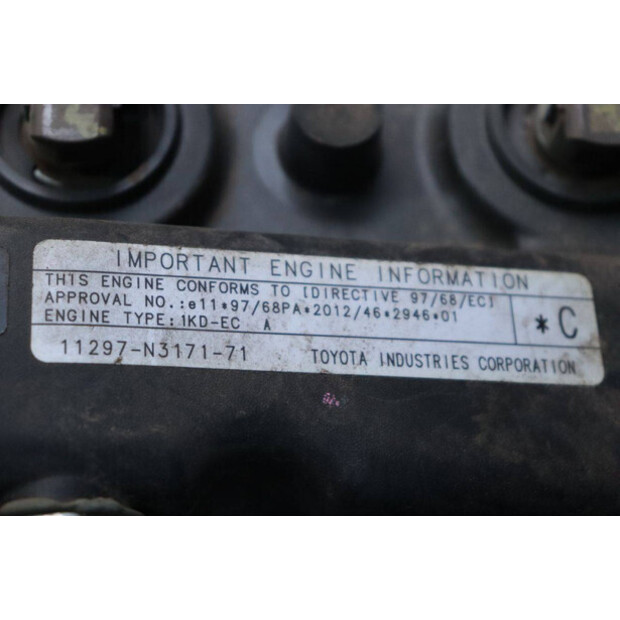 IMPORTANT ENGINE INFORMATION
THIS ENGINE CONFORMS TO [DIRECTIVE 97/68/EC]
APPROVAL NO.:e11*97/68PA*2012/46*2946*01
ENGINE TYPE:1KD-EC A
*C
11297-N3171-71 TOYOTA INDUSTRIES CORPORATION